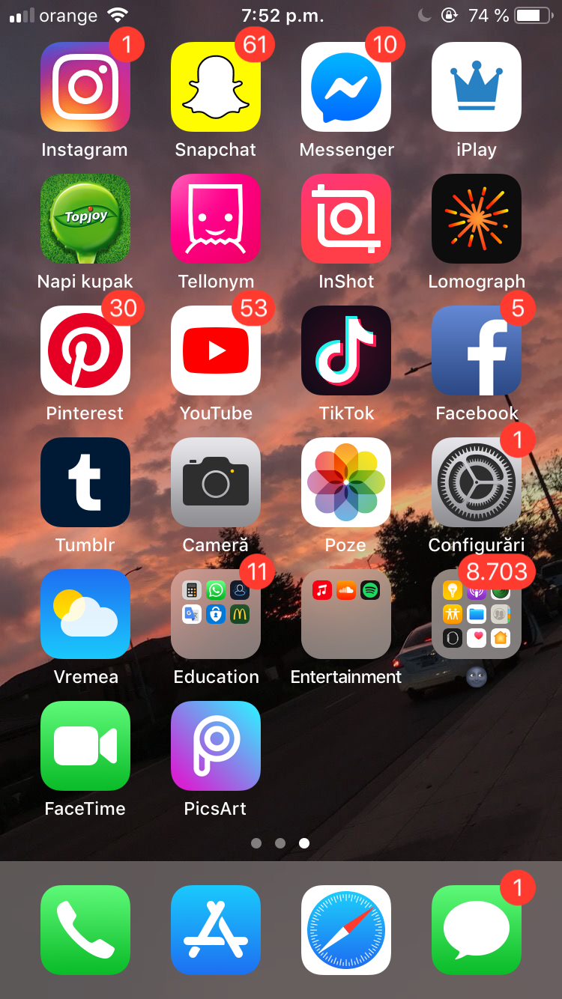 orange 7:52 p.m. 74 %
1 61 10
Instagram Snapchat Messenger iPlay
Topjoy
Napi kupak Tellonym InShot Lomograph
30 53 5
Pinterest YouTube TikTok Facebook
1
Tumblr Cameră Poze Configurări
11 8.703
Vremea Education Entertainment
FaceTime PicsArt
1